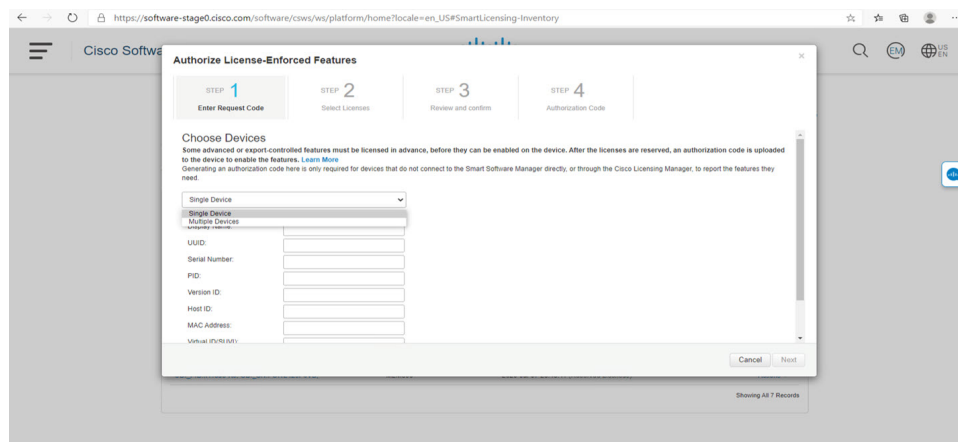 https://software-stage0.cisco.com/software/csws/ws/platform/home?locale=en_US#SmartLicensing-Inventory
Cisco Softwa
EM
US
EN
Authorize License-Enforced Features
STEP 1
Enter Request Code
STEP 2
Select Licenses
STEP 3
Review and confirm
STEP 4
Authorization Code
Choose Devices
Some advanced or export-controlled features must be licensed in advance, before they can be enabled on the device. After the licenses are reserved, an authorization code is uploaded
to the device to enable the features. Learn More
Generating an authorization code here is only required for devices that do not connect to the Smart Software Manager directly, or through the Cisco Licensing Manager, to report the features they
need.
Single Device
Single Device
Multiple Devices
Display Name:
UUID:
Serial Number:
PID:
Version ID:
Host ID:
MAC Address:
Virtual ID(SUVI):
Cancel
Next
Showing All 7 Records